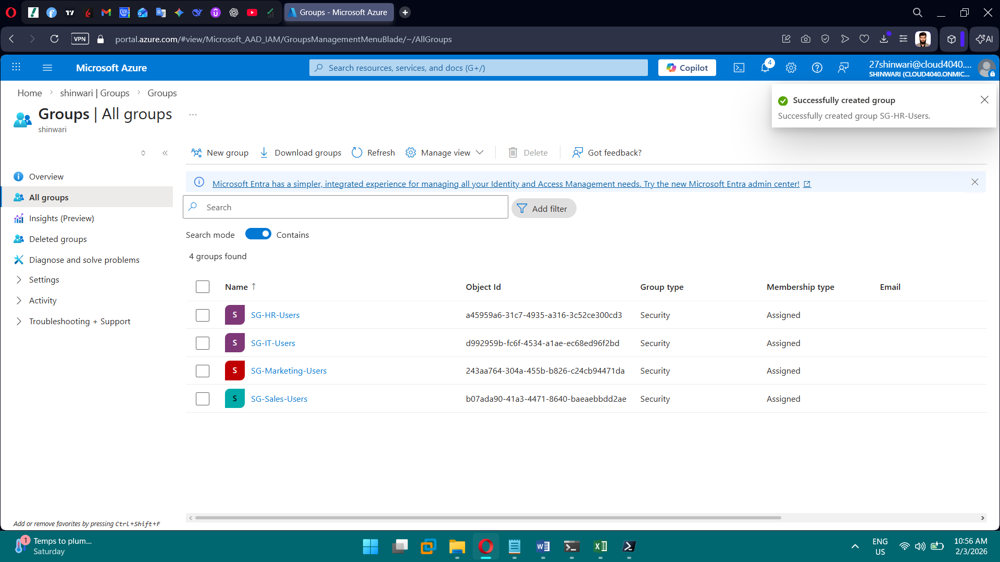 Groups - Microsoft Azure
VPN
portal.azure.com/#view/Microsoft_AAD_IAM/GroupsManagementMenuBlade/~/AllGroups
AI
Microsoft Azure
Search resources, services, and docs (G+/)
Copilot
4
27shinwari@cloud4040....
SHINWARI (CLOUD4040.ONMIC...
Home > shinwari | Groups > Groups
Groups | All groups
...
shinwari
Successfully created group
Successfully created group SG-HR-Users.
New group
Download groups
Refresh
Manage view
Delete
Got feedback?
Overview
All groups
Insights (Preview)
Deleted groups
Diagnose and solve problems
Settings
Activity
Troubleshooting + Support
Microsoft Entra has a simpler, integrated experience for managing all your Identity and Access Management needs. Try the new Microsoft Entra admin center!
Search
Add filter
Search mode
Contains
4 groups found
Name ↑ Object Id Group type Membership type Email
S SG-HR-Users a45959a6-31c7-4935-a316-3c52ce300cd3 Security Assigned
S SG-IT-Users d992959b-fc6f-4534-a1ae-ec68ed96f2bd Security Assigned
S SG-Marketing-Users 243aa764-304a-455b-b826-c24cb94471da Security Assigned
S SG-Sales-Users b07ada90-41a3-4471-8640-baeaebbdd2ae Security Assigned
Add or remove favorites by pressing Ctrl+Shift+F
1
Temps to plum...
Saturday
ENG
US
10:56 AM
2/3/2026